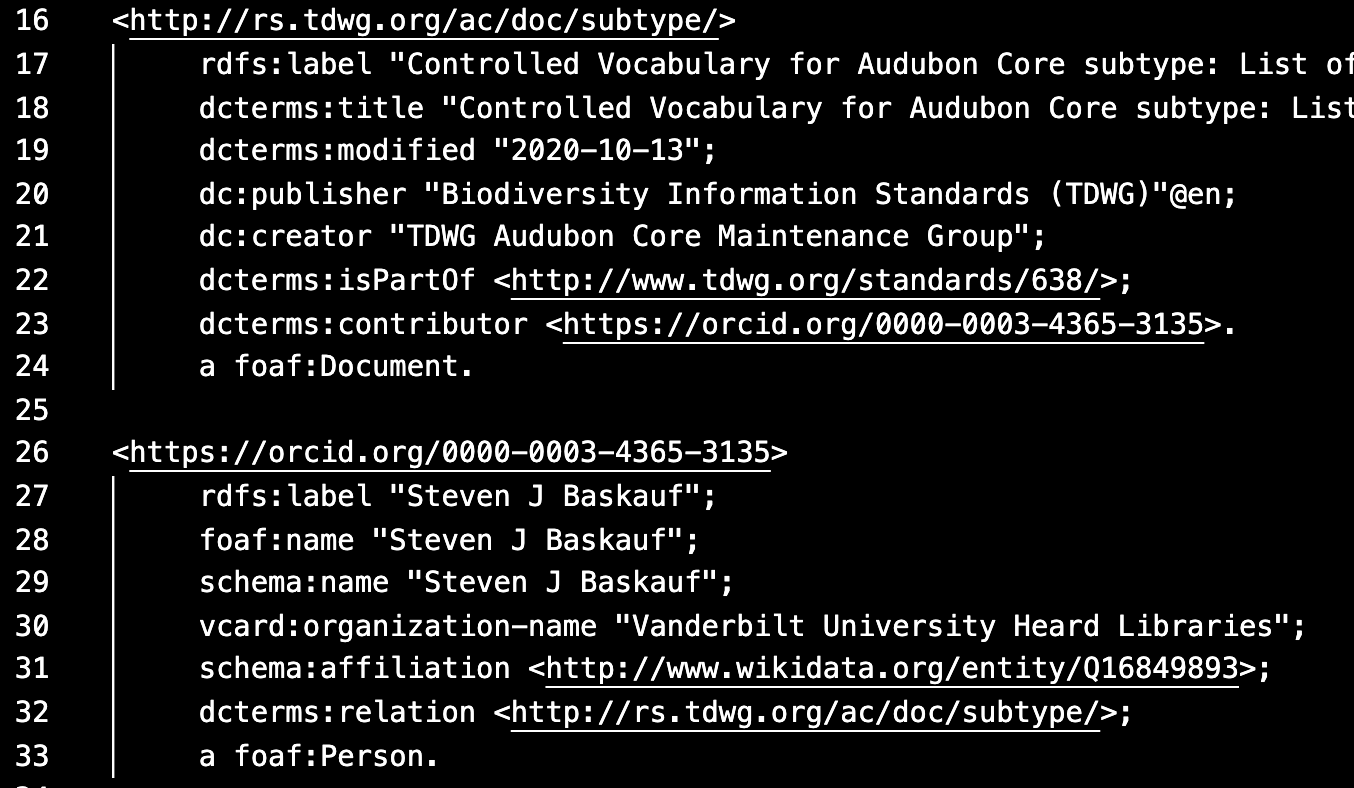 16 <http://rs.tdwg.org/ac/doc/subtype/>
17 rdfs:label "Controlled Vocabulary for Audubon Core subtype: List of
18 dcterms:title "Controlled Vocabulary for Audubon Core subtype: List
19 dcterms:modified "2020-10-13";
20 dc:publisher "Biodiversity Information Standards (TDWG)"@en;
21 dc:creator "TDWG Audubon Core Maintenance Group";
22 dcterms:isPartOf <http://www.tdwg.org/standards/638/>;
23 dcterms:contributor <https://orcid.org/0000-0003-4365-3135>.
24 a foaf:Document.
25
26 <https://orcid.org/0000-0003-4365-3135>
27 rdfs:label "Steven J Baskauf";
28 foaf:name "Steven J Baskauf";
29 schema:name "Steven J Baskauf";
30 vcard:organization-name "Vanderbilt University Heard Libraries";
31 schema:affiliation <http://www.wikidata.org/entity/Q16849893>;
32 dcterms:relation <http://rs.tdwg.org/ac/doc/subtype/>;
33 a foaf:Person.